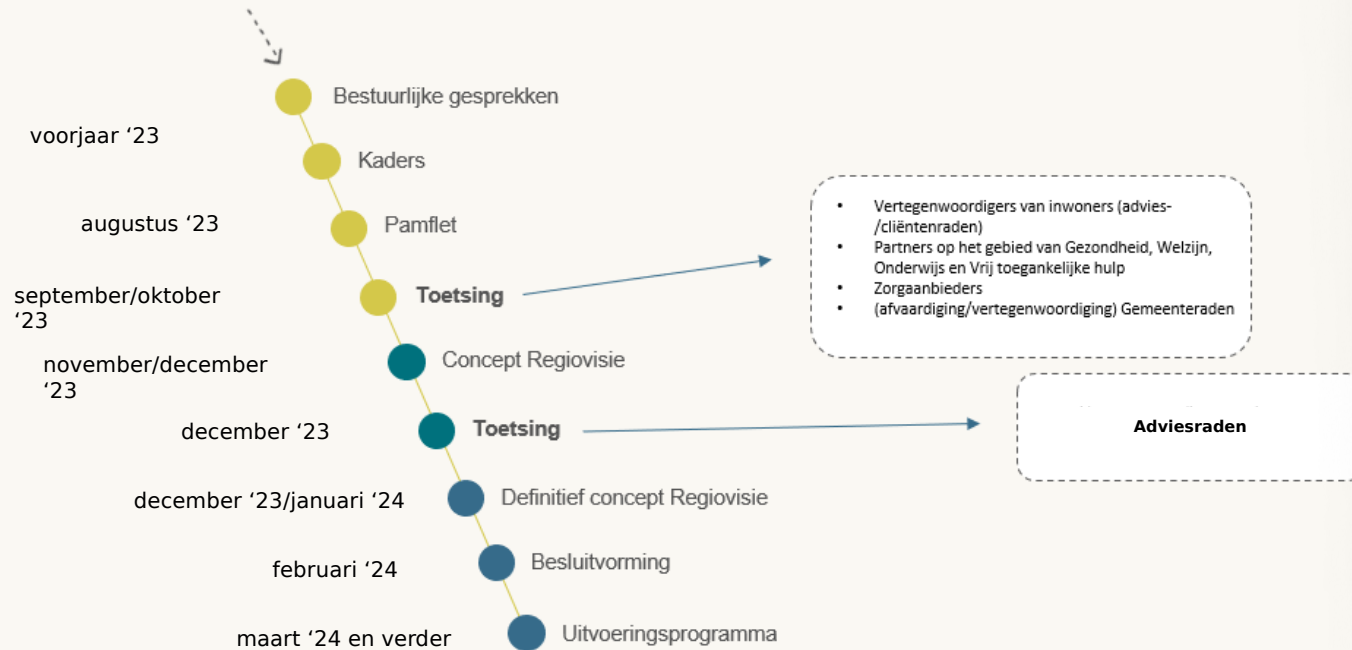 Bestuurlijke gesprekken
voorjaar ‘23
Kaders
augustus ‘23
Pamflet
september/oktober
‘23
Toetsing
• Vertegenwoordigers van inwoners (advies-
/cliëntenraden)
• Partners op het gebied van Gezondheid, Welzijn,
Onderwijs en Vrij toegankelijke hulp
• Zorgaanbieders
• (afvaardiging/vertegenwoordiging) Gemeenteraden
november/december
‘23
Concept Regiovisie
december ‘23
Toetsing
Adviesraden
december ‘23/januari ‘24
Definitief concept Regiovisie
februari ‘24
Besluitvorming
maart ‘24 en verder
Uitvoeringsprogramma